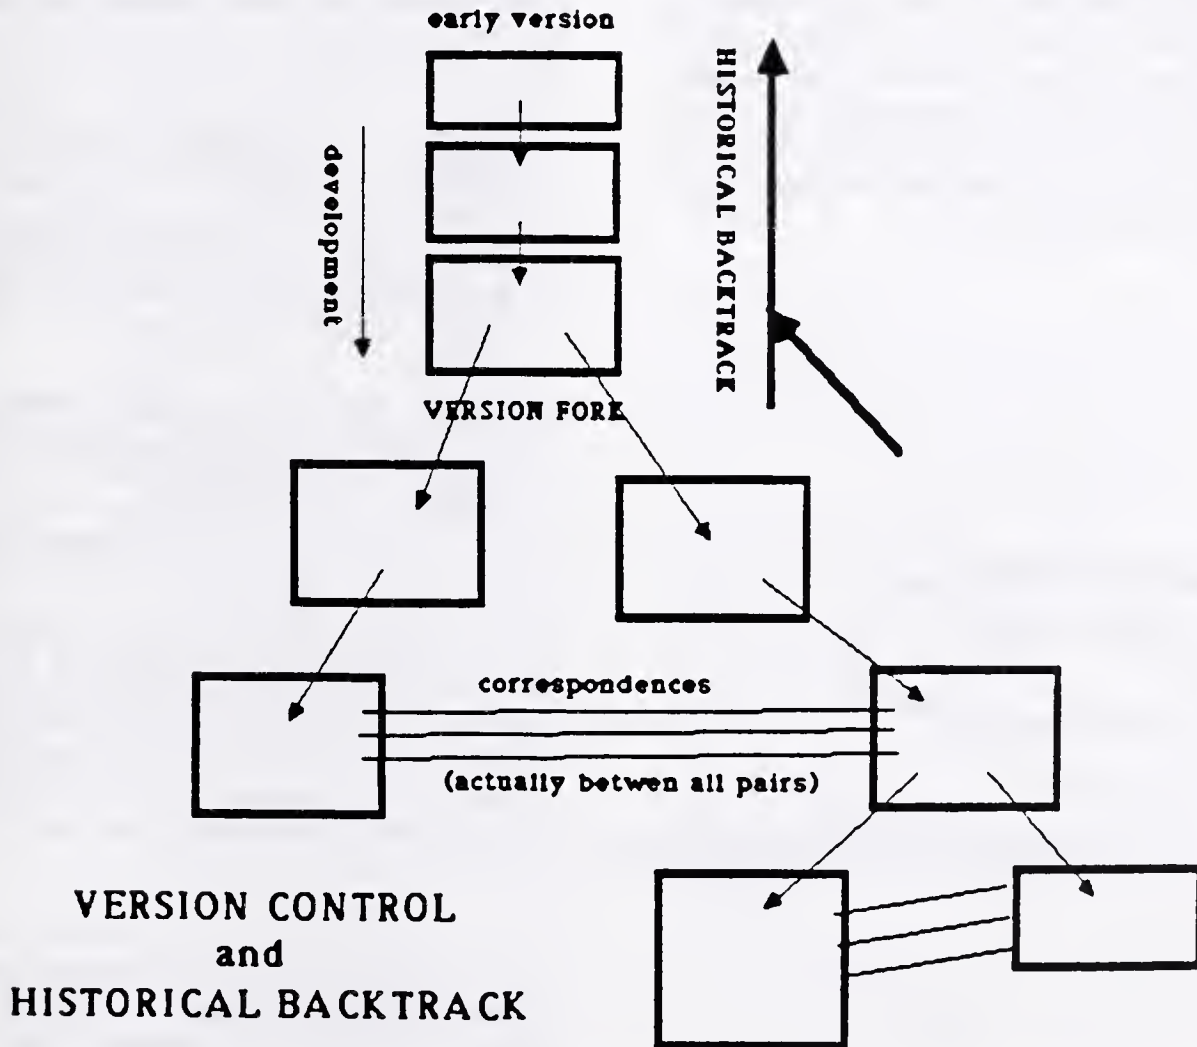 early version
development
HISTORICAL BACKTRACK
VERSION FORK
correspondences
(actually betwen all pairs)
VERSION CONTROL
and
HISTORICAL BACKTRACK